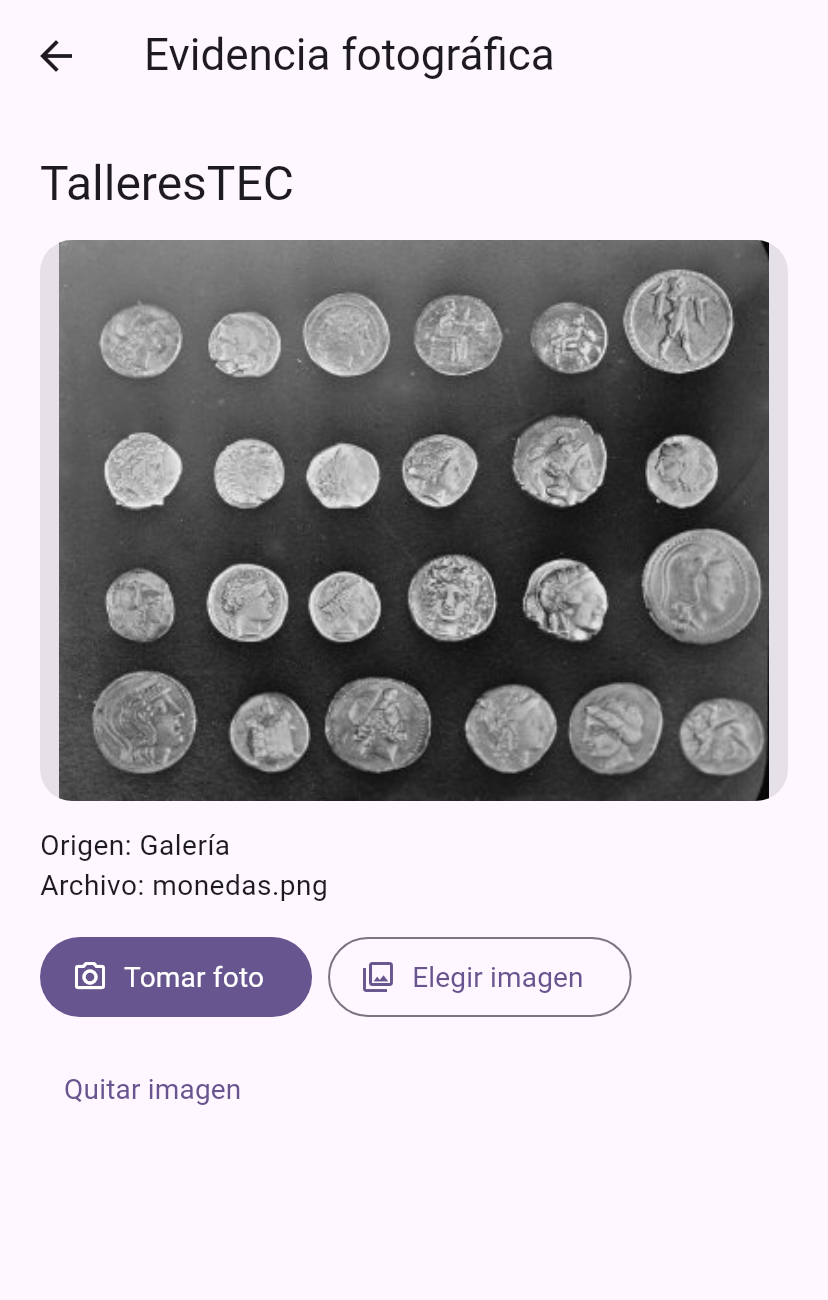 Evidencia fotográfica
TalleresTEC
Origen: Galería
Archivo: monedas.png
Tomar foto
Elegir imagen
Quitar imagen